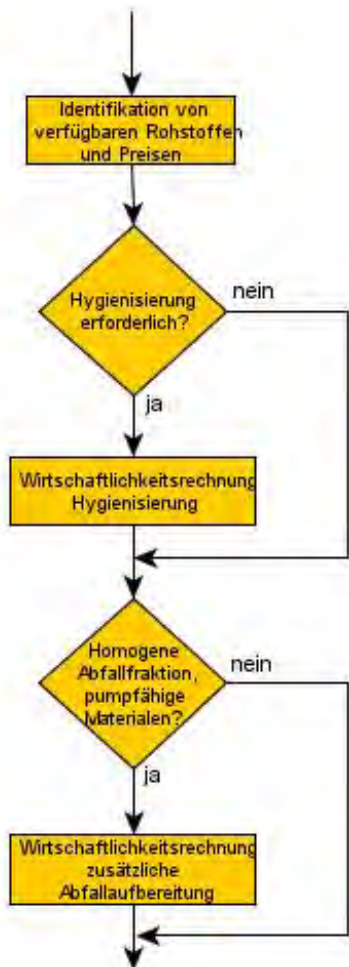 Identifikation von
verfügbaren Rohstoffen
und Preisen
Hygienisierung
erforderlich?
nein
ja
Wirtschaftlichkeitsrechnung
Hygienisierung
Homogene
Abfallfraktion,
pumpfähige
Materialen?
nein
ja
Wirtschaftlichkeitsrechnung
zusätzliche
Abfallaufbereitung